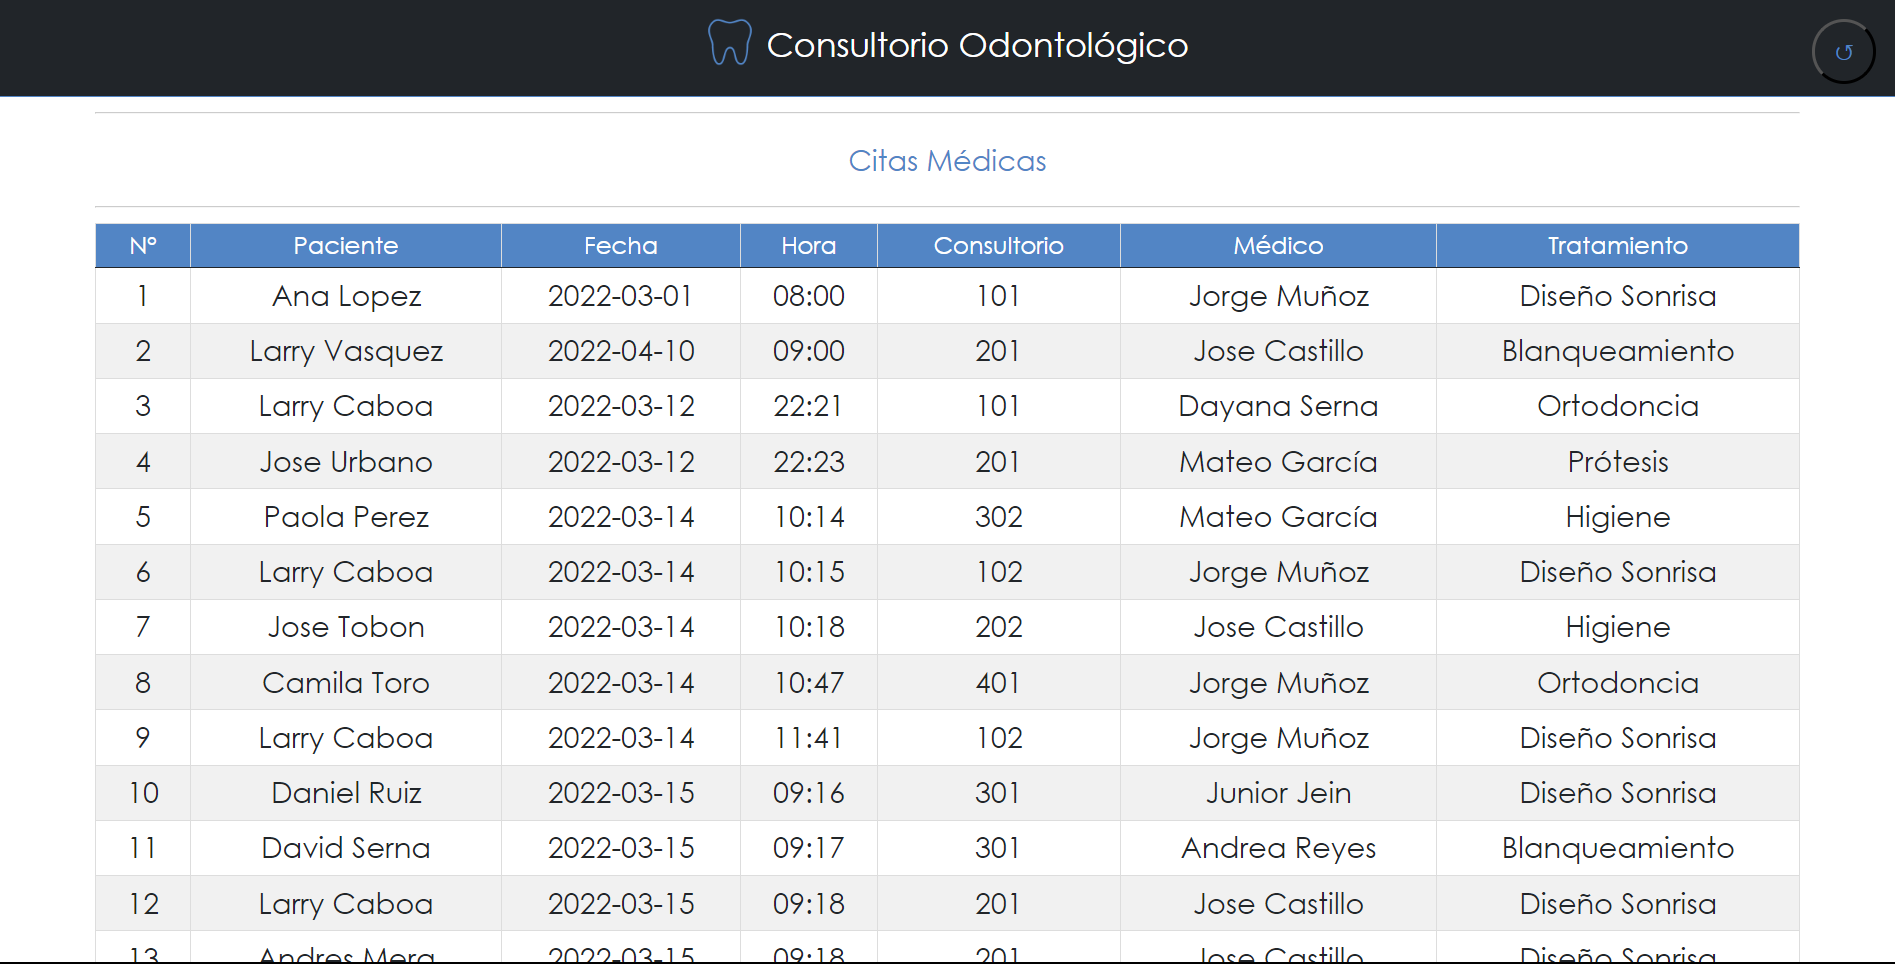 Consultorio Odontológico
Citas Médicas
N° Paciente Fecha Hora Consultorio Médico Tratamiento
1 Ana Lopez 2022-03-01 08:00 101 Jorge Muñoz Diseño Sonrisa
2 Larry Vasquez 2022-04-10 09:00 201 Jose Castillo Blanqueamiento
3 Larry Caboa 2022-03-12 22:21 101 Dayana Serna Ortodoncia
4 Jose Urbano 2022-03-12 22:23 201 Mateo García Prótesis
5 Paola Perez 2022-03-14 10:14 302 Mateo García Higiene
6 Larry Caboa 2022-03-14 10:15 102 Jorge Muñoz Diseño Sonrisa
7 Jose Tobon 2022-03-14 10:18 202 Jose Castillo Higiene
8 Camila Toro 2022-03-14 10:47 401 Jorge Muñoz Ortodoncia
9 Larry Caboa 2022-03-14 11:41 102 Jorge Muñoz Diseño Sonrisa
10 Daniel Ruiz 2022-03-15 09:16 301 Junior Jein Diseño Sonrisa
11 David Serna 2022-03-15 09:17 301 Andrea Reyes Blanqueamiento
12 Larry Caboa 2022-03-15 09:18 201 Jose Castillo Diseño Sonrisa
13 Andres Mera 2022-03-15 09:18 201 Jose Castillo Diseño Sonrisa